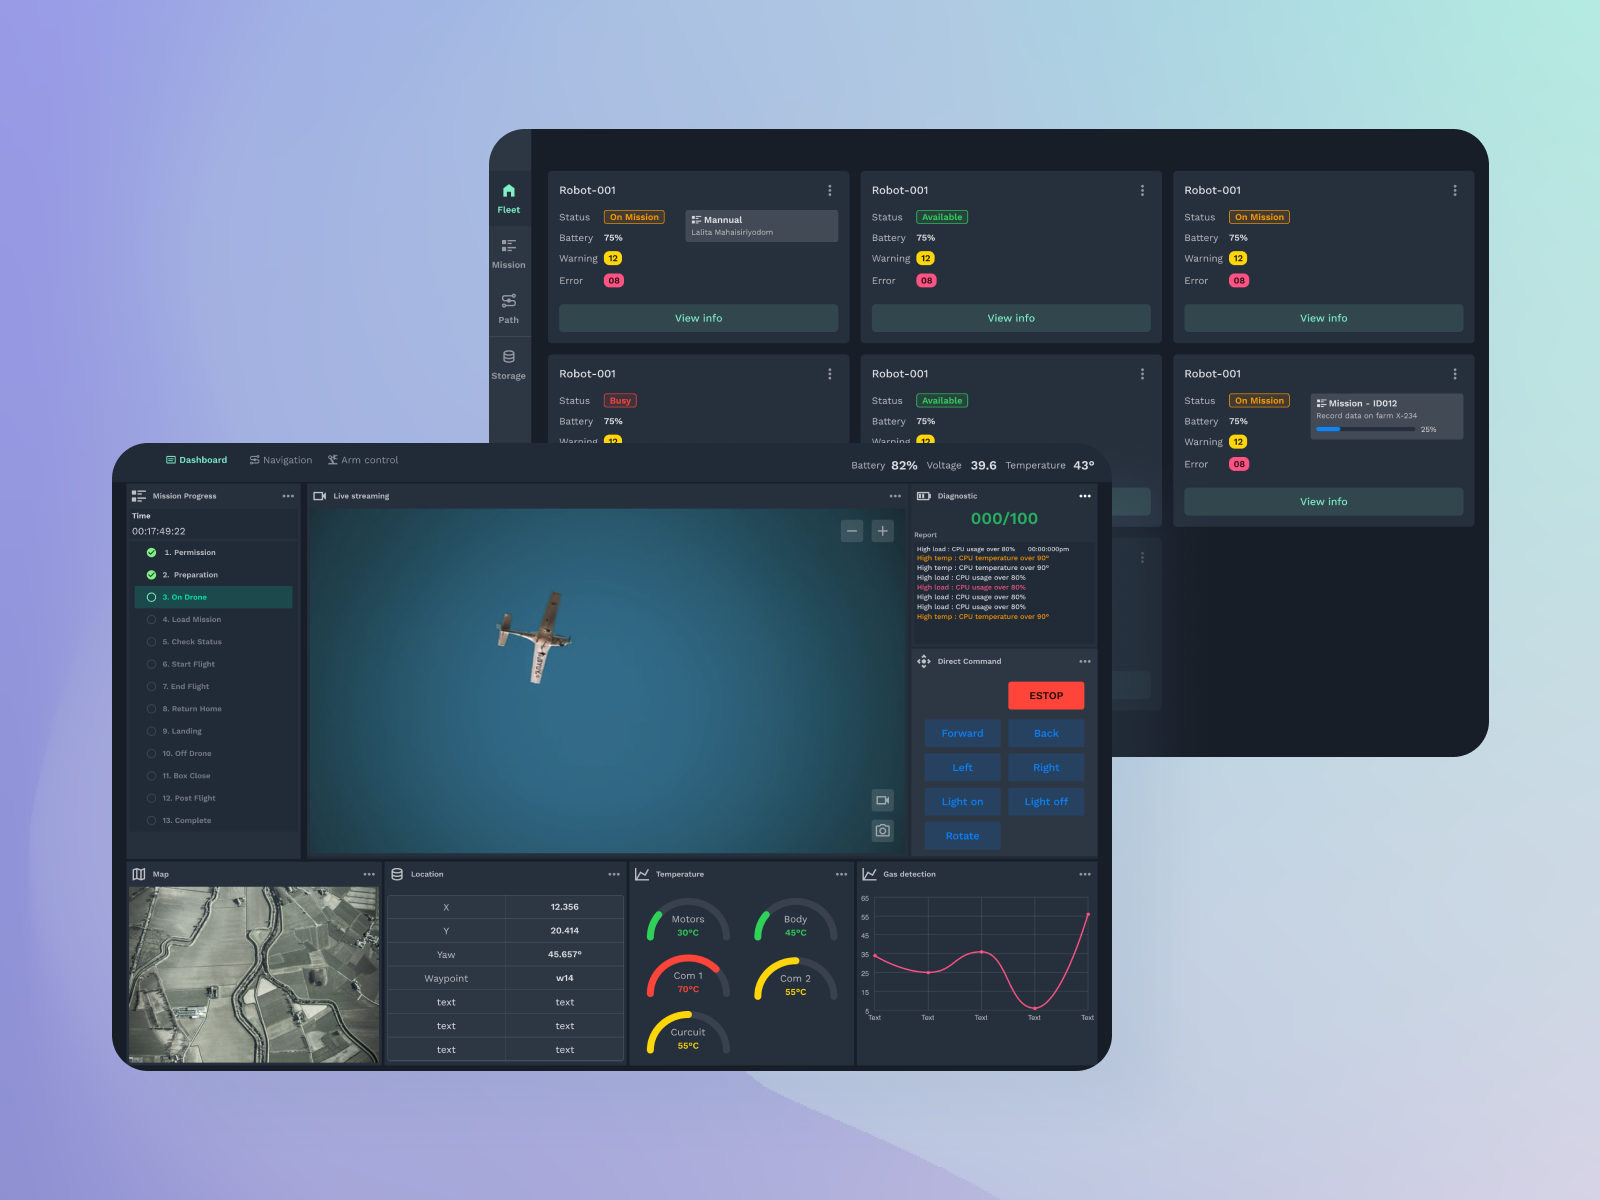 Fleet
Mission
Path
Storage
Robot-001
Status On Mission
Battery 75%
Warning 12
Error 08
Mannual
Lalita Mahaisiriyodom
View info
Robot-001
Status Available
Battery 75%
Warning 12
Error 08
View info
Robot-001
Status On Mission
Battery 75%
Warning 12
Error 08
View info
Robot-001
Status Busy
Battery 75%
Warning 12
Robot-001
Status Available
Battery 75%
Warning 12
Robot-001
Status On Mission
Battery 75%
Warning 12
Error 08
Mission - ID012
Record data on farm X-234
25%
View info
Dashboard Navigation Arm control
Battery 82% Voltage 39.6 Temperature 43°
Mission Progress
Time
00:17:49:22
1. Permission
2. Preparation
3. On Drone
4. Load Mission
5. Check Status
6. Start Flight
7. End Flight
8. Return Home
9. Landing
10. Off Drone
11. Box Close
12. Post Flight
13. Complete
Live streaming
Diagnostic
000/100
Report
High load : CPU usage over 80% 00:00:000pm
High temp : CPU temperature over 90°
High temp : CPU temperature over 90°
High load : CPU usage over 80%
High load : CPU usage over 80%
High load : CPU usage over 80%
High load : CPU usage over 80%
High temp : CPU temperature over 90°
Direct Command
ESTOP
Forward Back
Left Right
Light on Light off
Rotate
Map
Location
X 12.356
Y 20.414
Yaw 45.657°
Waypoint w14
text text
text text
text text
Temperature
Motors
30°C
Body
45°C
Com 1
70°C
Com 2
55°C
Curcuit
55°C
Gas detection
65
55
45
35
25
15
5
Text Text Text Text Text